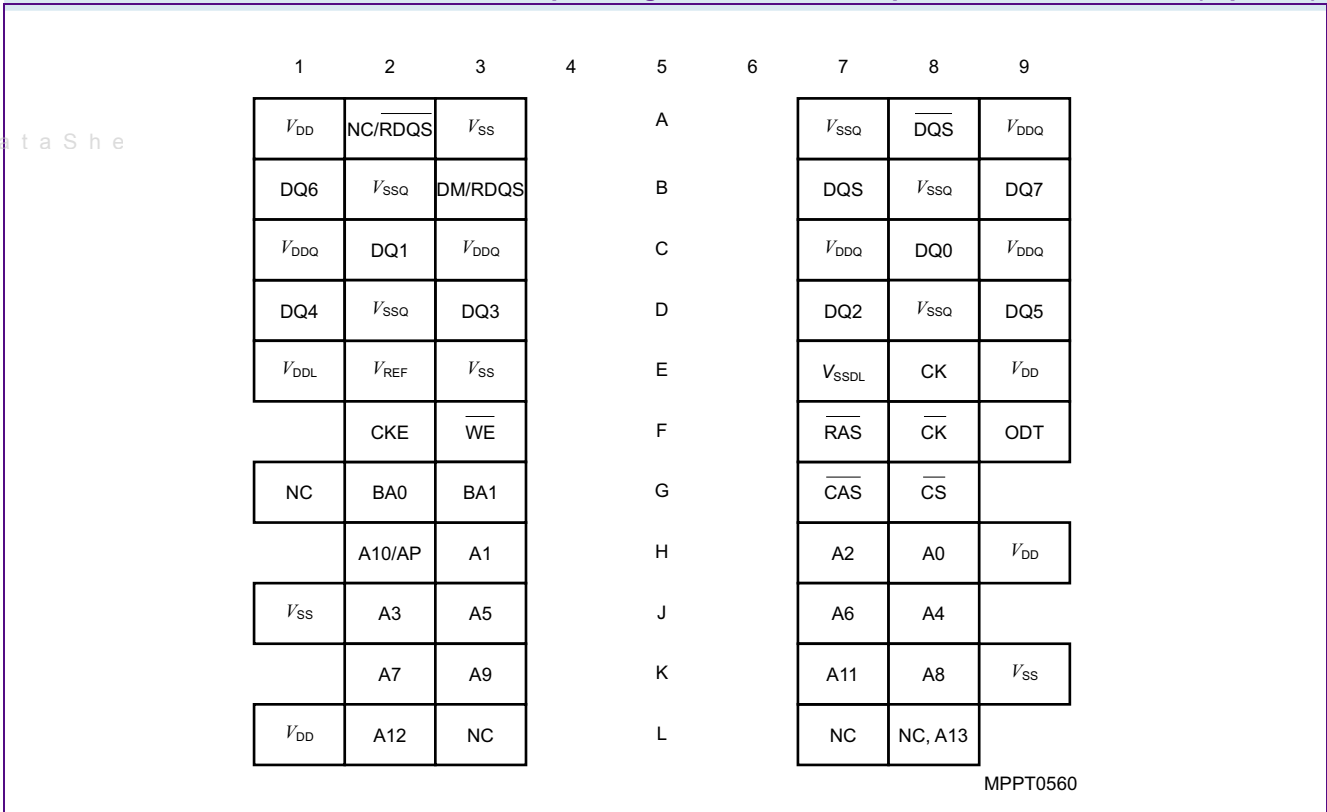 1 2 3 4 5 6 7 8 9
VDD NC/RDQS VSS A VSSQ DQS VDDQ
ataShe
DQ6 VSSQ DM/RDQS B DQS VSSQ DQ7
VDDQ DQ1 VDDQ C VDDQ DQ0 VDDQ
DQ4 VSSQ DQ3 D DQ2 VSSQ DQ5
VDDL VREF VSS E VSSDL CK VDD
CKE WE F RAS CK ODT
NC BA0 BA1 G CAS CS
A10/AP A1 H A2 A0 VDD
VSS A3 A5 J A6 A4
A7 A9 K A11 A8 VSS
VDD A12 NC L NC NC, A13
MPPT0560